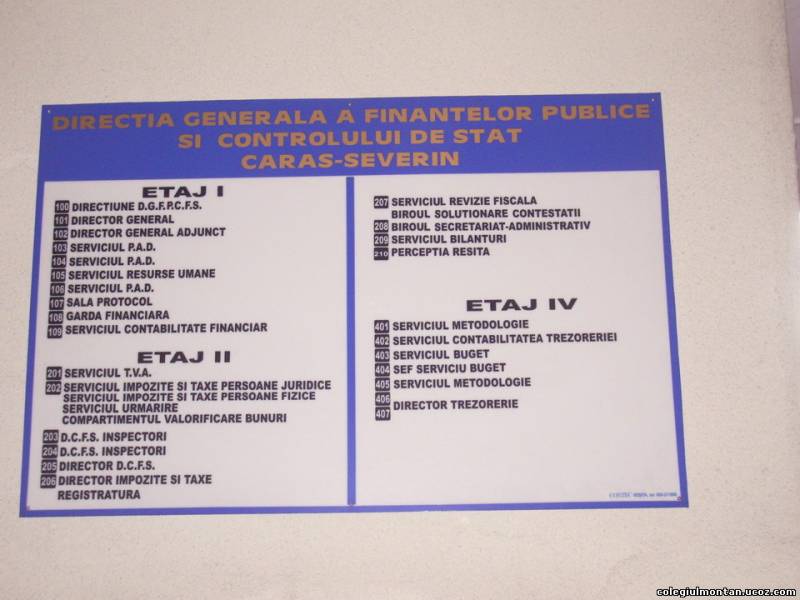 DIRECTIA GENERALA A FINANTELOR PUBLICE
SI CONTROLULUI DE STAT
CARAS-SEVERIN
ETAJ I
100 DIRECTIUNE D.G.F.P.C.F.S.
101 DIRECTOR GENERAL
102 DIRECTOR GENERAL ADJUNCT
103 SERVICIUL P.A.D.
104 SERVICIUL P.A.D.
105 SERVICIUL RESURSE UMANE
106 SERVICIUL P.A.D.
107 SALA PROTOCOL
108 GARDA FINANCIARA
109 SERVICIUL CONTABILITATE FINANCIAR
ETAJ II
201 SERVICIUL T.V.A.
202 SERVICIUL IMPOZITE SI TAXE PERSOANE JURIDICE
SERVICIUL IMPOZITE SI TAXE PERSOANE FIZICE
SERVICIUL URMARIRE
COMPARTIMENTUL VALORIFICARE BUNURI
203 D.C.F.S. INSPECTORI
204 D.C.F.S. INSPECTORI
205 DIRECTOR D.C.F.S.
206 DIRECTOR IMPOZITE SI TAXE
REGISTRATURA
207 SERVICIUL REVIZIE FISCALA
BIROUL SOLUTIONARE CONTESTATII
208 BIROUL SECRETARIAT-ADMINISTRATIV
209 SERVICIUL BILANTURI
210 PERCEPTIA RESITA
ETAJ IV
401 SERVICIUL METODOLOGIE
402 SERVICIUL CONTABILITATEA TREZORERIEI
403 SERVICIUL BUGET
404 SEF SERVICIU BUGET
405 SERVICIUL METODOLOGIE
406
407 DIRECTOR TREZORERIE
colegiulmontan.ucoz.com